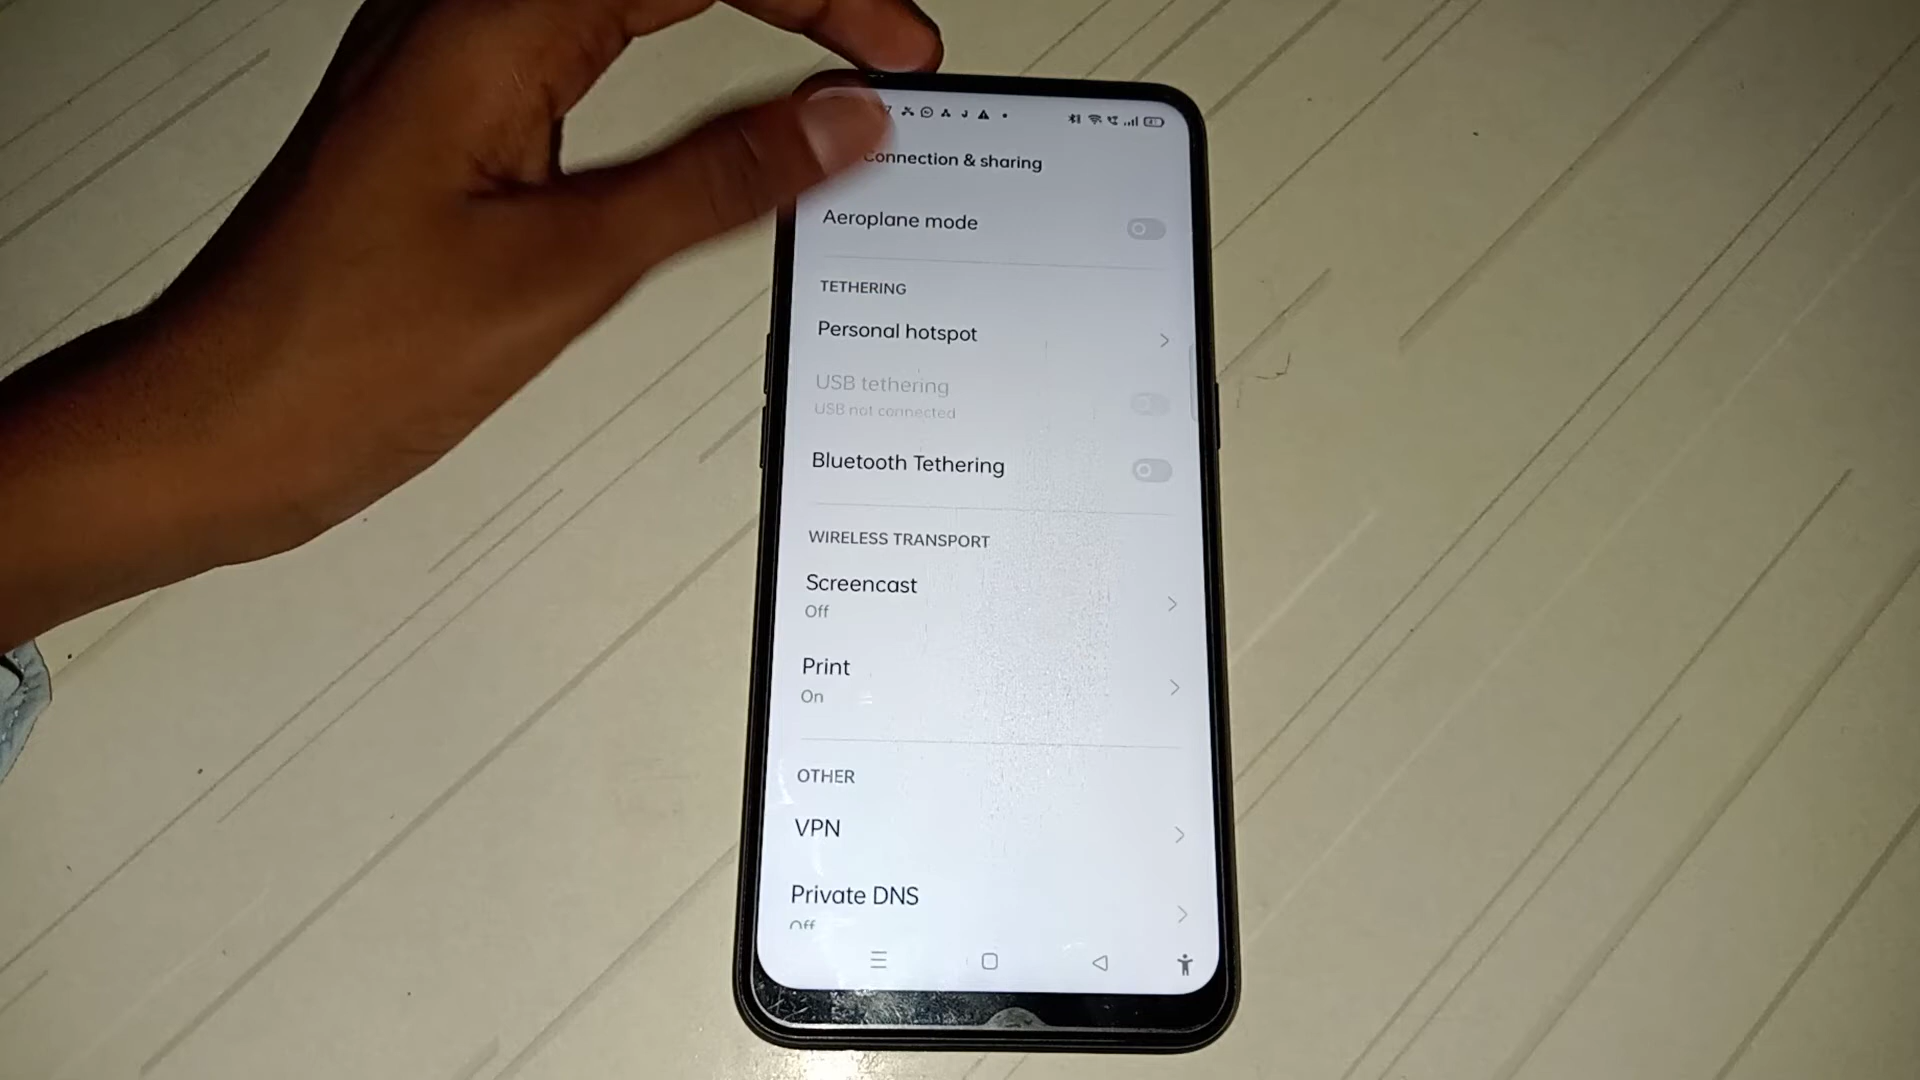 Connection & sharing
Aeroplane mode
TETHERING
Personal hotspot
USB tethering
USB not connected
Bluetooth Tethering
WIRELESS TRANSPORT
Screencast
Off
Print
On
OTHER
VPN
Private DNS
Off